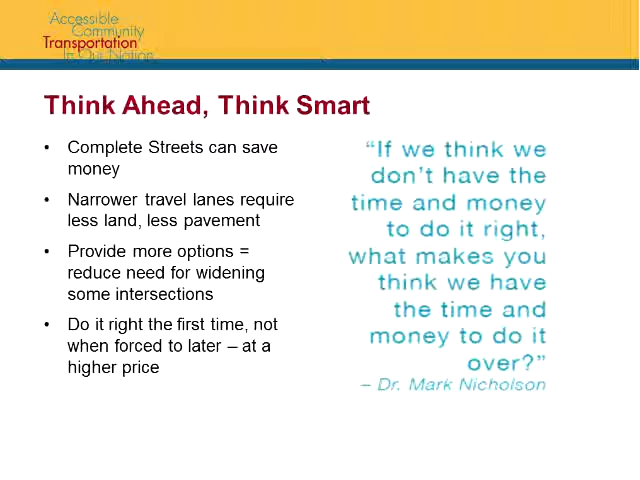 Accessible
Community
Transportation
In Our Nation
Think Ahead, Think Smart
• Complete Streets can save
money
• Narrower travel lanes require
less land, less pavement
• Provide more options =
reduce need for widening
some intersections
• Do it right the first time, not
when forced to later – at a
higher price
“If we think we
don’t have the
time and money
to do it right,
what makes you
think we have
the time and
money to do it
over?”
– Dr. Mark Nicholson